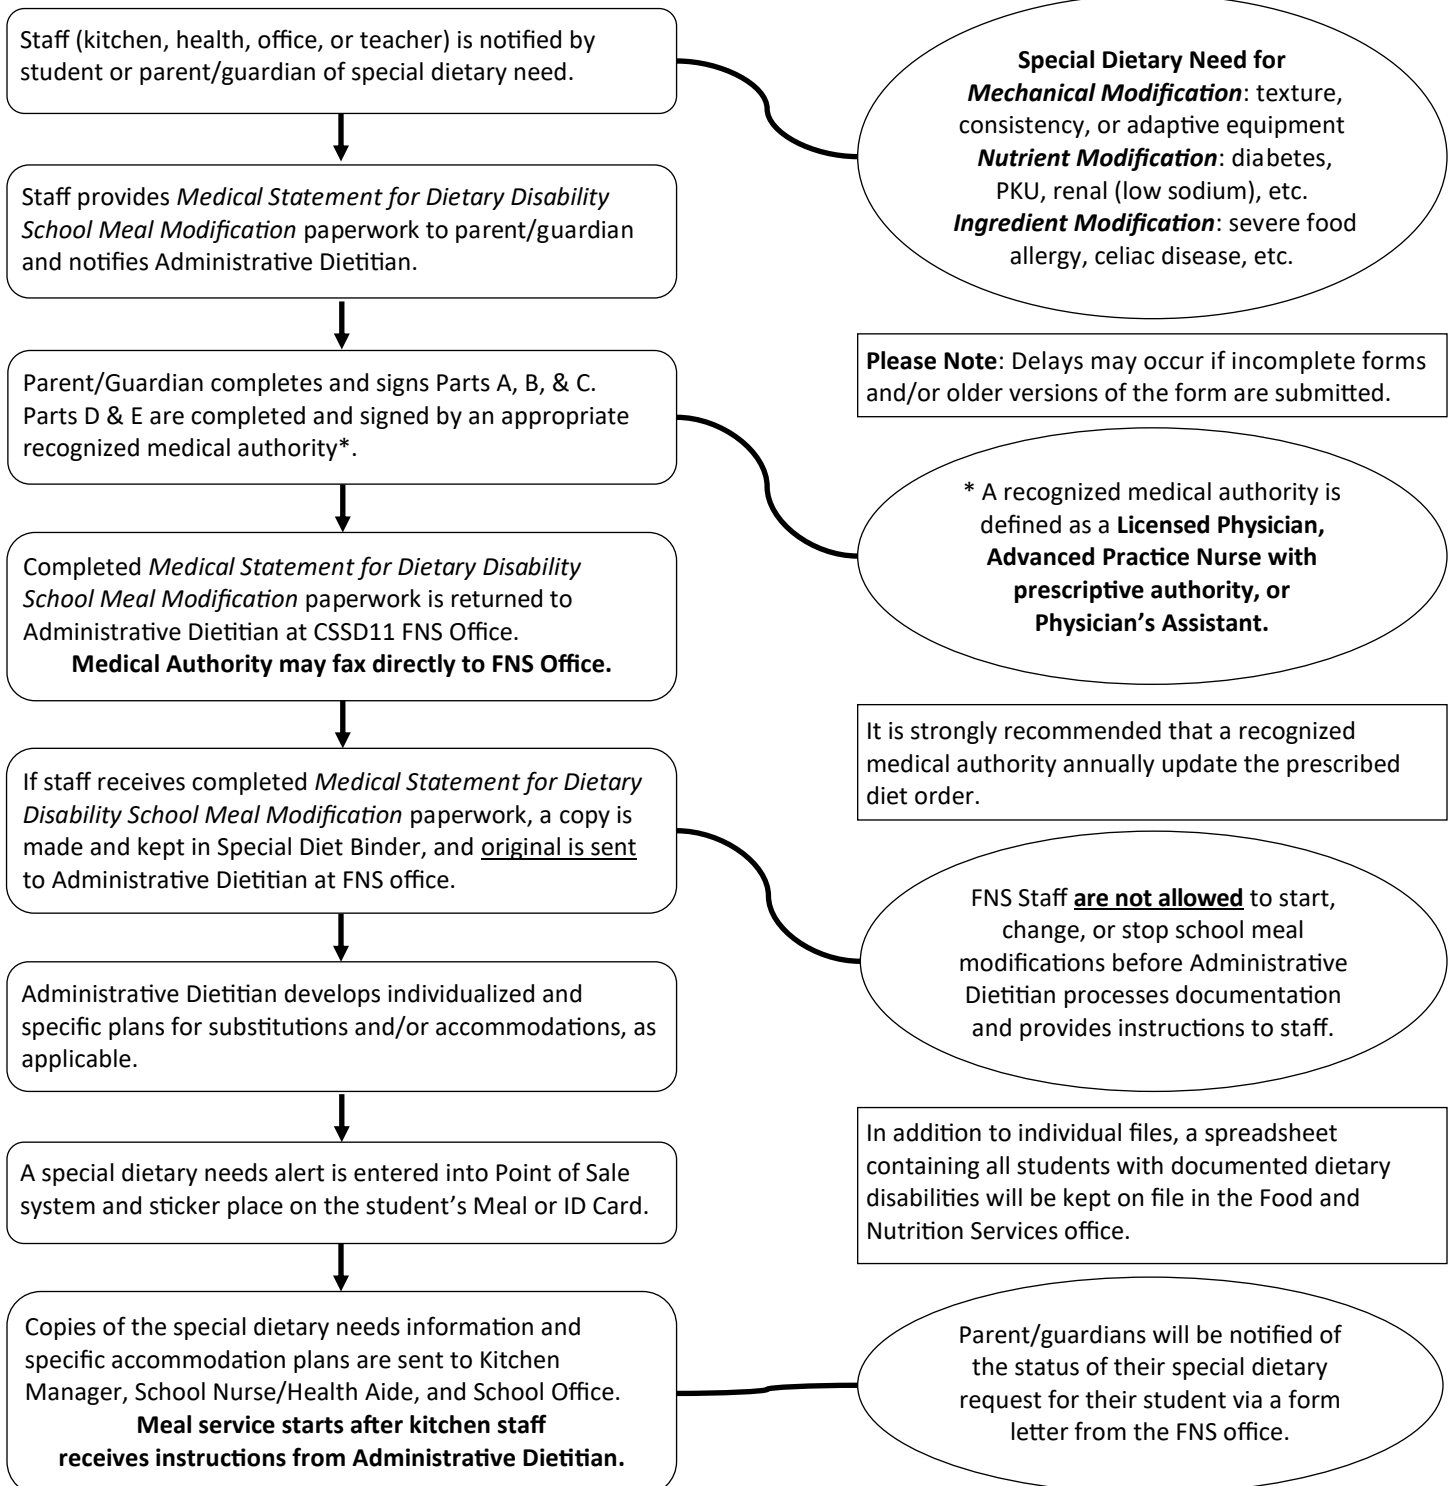 Staff (kitchen, health, office, or teacher) is notified by
student or parent/guardian of special dietary need.
Special Dietary Need for
Mechanical Modification: texture,
consistency, or adaptive equipment
Nutrient Modification: diabetes,
PKU, renal (low sodium), etc.
Ingredient Modification: severe food
allergy, celiac disease, etc.
Staff provides Medical Statement for Dietary Disability
School Meal Modification paperwork to parent/guardian
and notifies Administrative Dietitian.
Please Note: Delays may occur if incomplete forms
and/or older versions of the form are submitted.
Parent/Guardian completes and signs Parts A, B, & C.
Parts D & E are completed and signed by an appropriate
recognized medical authority*.
* A recognized medical authority is
defined as a Licensed Physician,
Advanced Practice Nurse with
prescriptive authority, or
Physician’s Assistant.
Completed Medical Statement for Dietary Disability
School Meal Modification paperwork is returned to
Administrative Dietitian at CSSD11 FNS Office.
Medical Authority may fax directly to FNS Office.
It is strongly recommended that a recognized
medical authority annually update the prescribed
diet order.
If staff receives completed Medical Statement for Dietary
Disability School Meal Modification paperwork, a copy is
made and kept in Special Diet Binder, and original is sent
to Administrative Dietitian at FNS office.
FNS Staff are not allowed to start,
change, or stop school meal
modifications before Administrative
Dietitian processes documentation
and provides instructions to staff.
Administrative Dietitian develops individualized and
specific plans for substitutions and/or accommodations, as
applicable.
In addition to individual files, a spreadsheet
containing all students with documented dietary
disabilities will be kept on file in the Food and
Nutrition Services office.
A special dietary needs alert is entered into Point of Sale
system and sticker place on the student’s Meal or ID Card.
Copies of the special dietary needs information and
specific accommodation plans are sent to Kitchen
Manager, School Nurse/Health Aide, and School Office.
Meal service starts after kitchen staff
receives instructions from Administrative Dietitian.
Parent/guardians will be notified of
the status of their special dietary
request for their student via a form
letter from the FNS office.